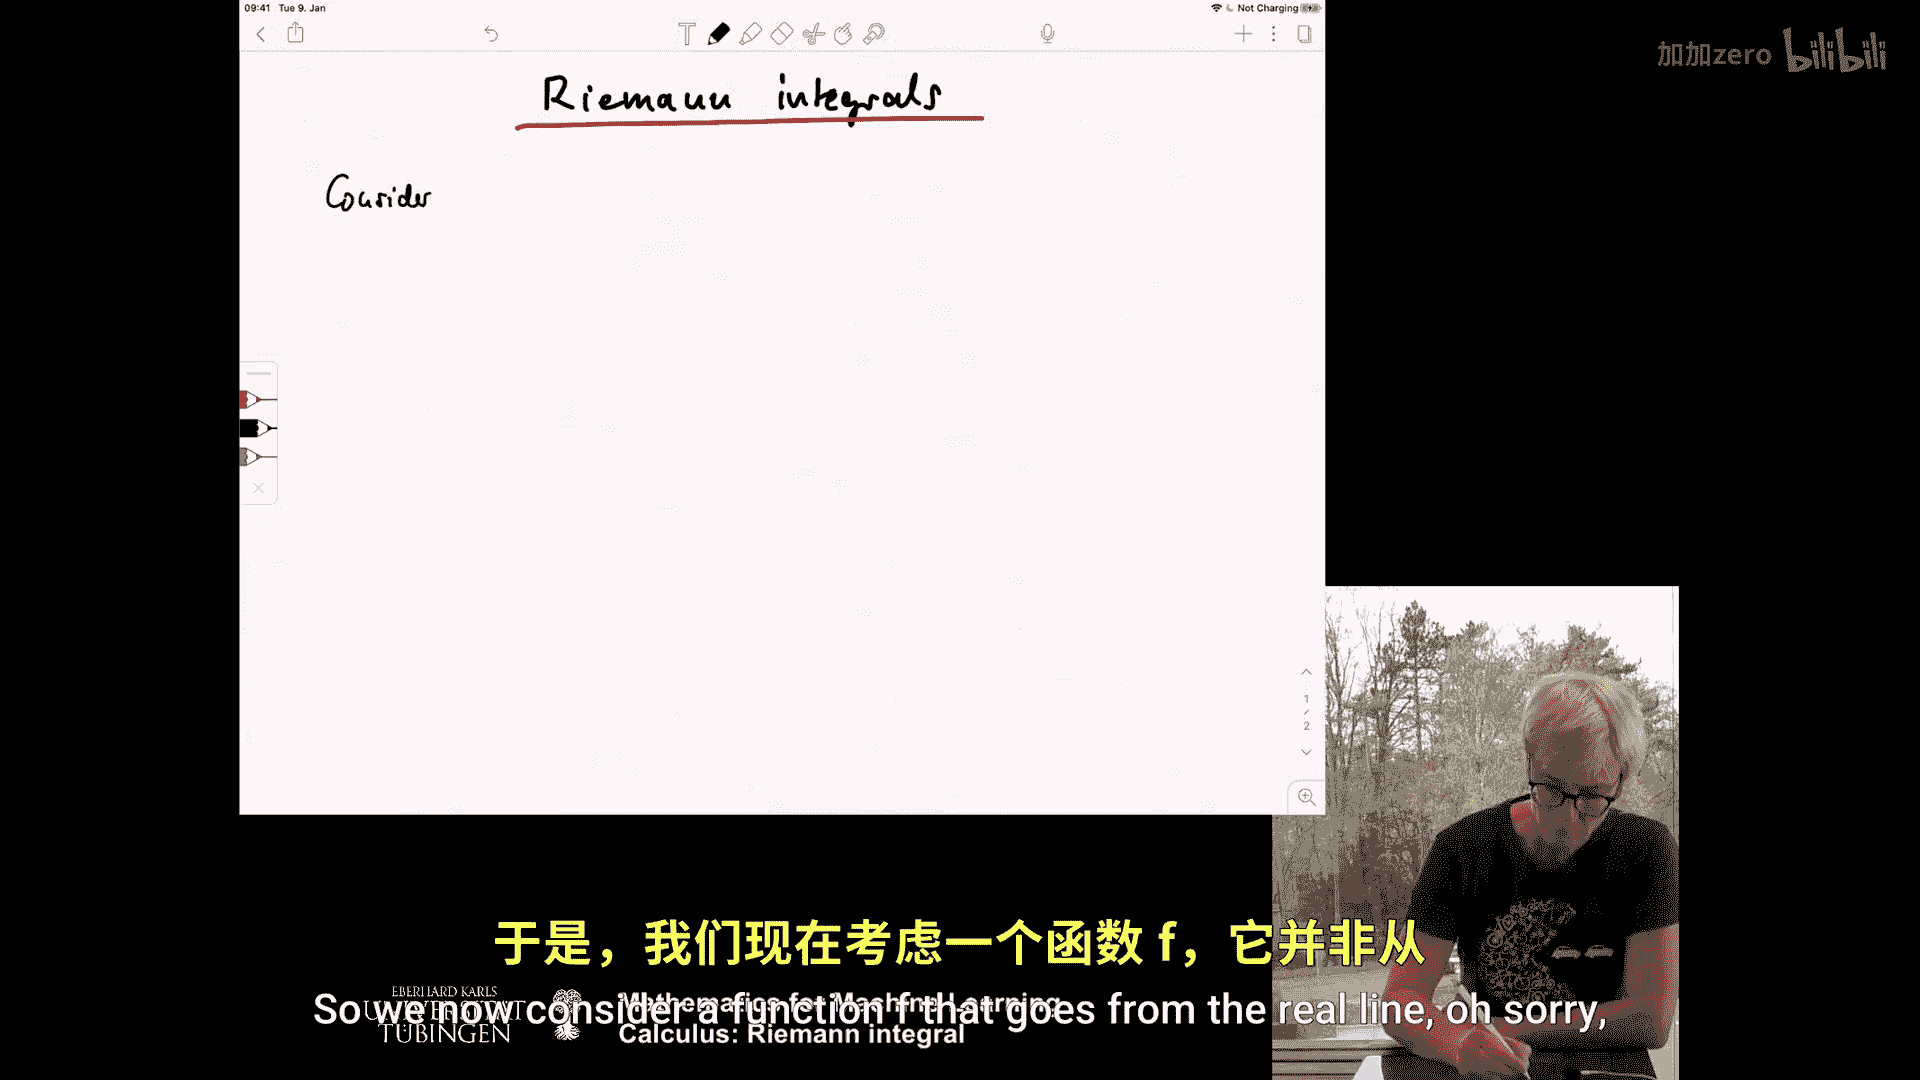 09:41 Tue 9. Jan
Not Charging
加加zero bilibili
Riemann integrals
Consider
1
2
于是，我们现在考虑一个函数 f，它并非从
So we now consider a function f that goes from the real line, oh sorry,
EBERHARD KARLS
UNIVERSITÄT
TÜBINGEN
Mathematics for Machine Learning
Calculus: Riemann integral